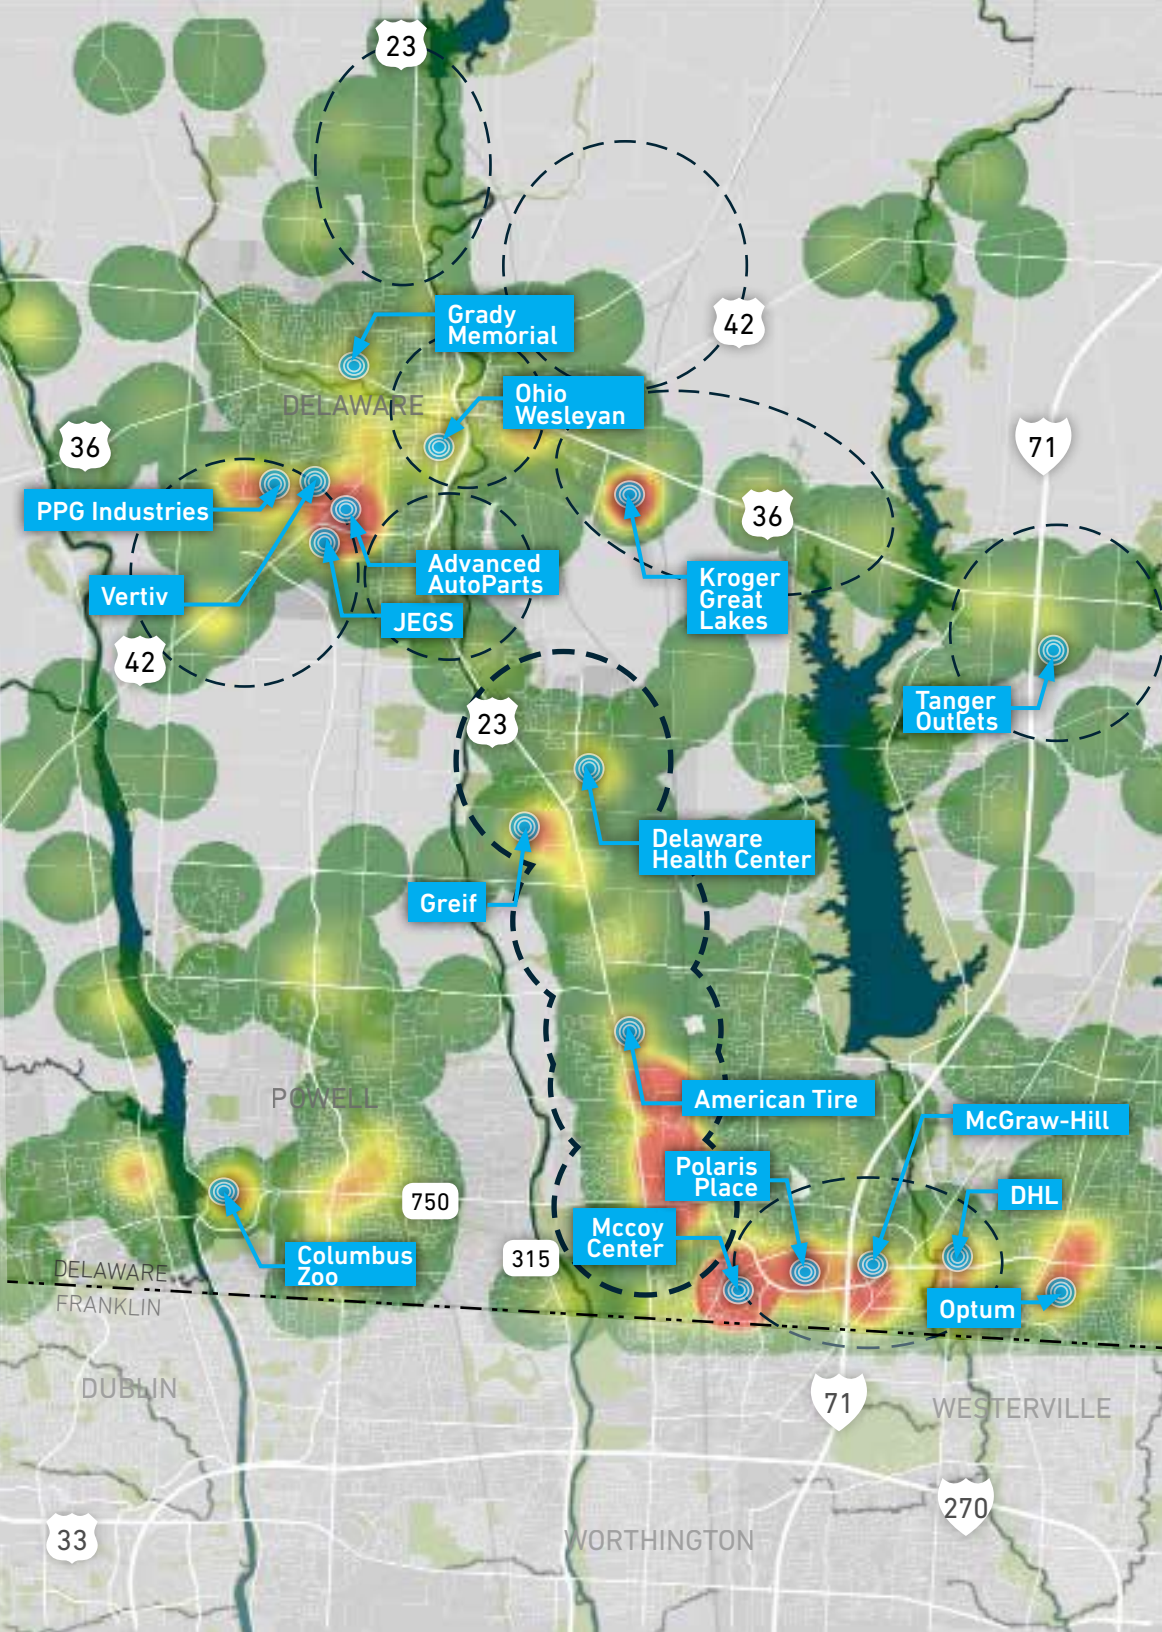 23
Grady
Memorial
42
Ohio
Wesleyan
DELAWARE
36
71
PPG Industries
36
Advanced
AutoParts
Kroger
Great
Lakes
Vertiv
JEGS
42
Tanger
Outlets
23
Delaware
Health Center
Greif
American Tire
POWELL
McGraw-Hill
Polaris
Place
DHL
750
Mccoy
Center
Columbus
Zoo
315
DELAWARE
FRANKLIN
Optum
DUBLIN
71
WESTERVILLE
270
33
WORTHINGTON